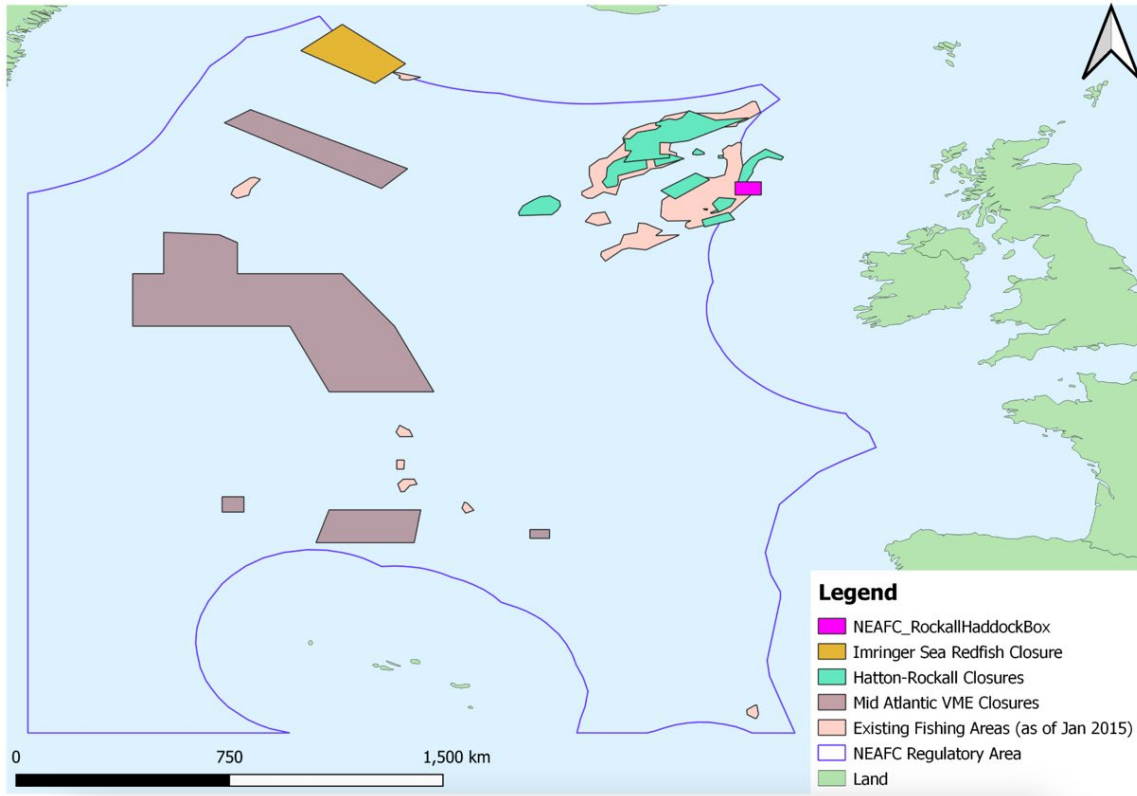 Legend
NEAFC_RockallHaddockBox
Imringer Sea Redfish Closure
Hatton-Rockall Closures
Mid Atlantic VME Closures
Existing Fishing Areas (as of Jan 2015)
NEAFC Regulatory Area
Land
0 750 1,500 km